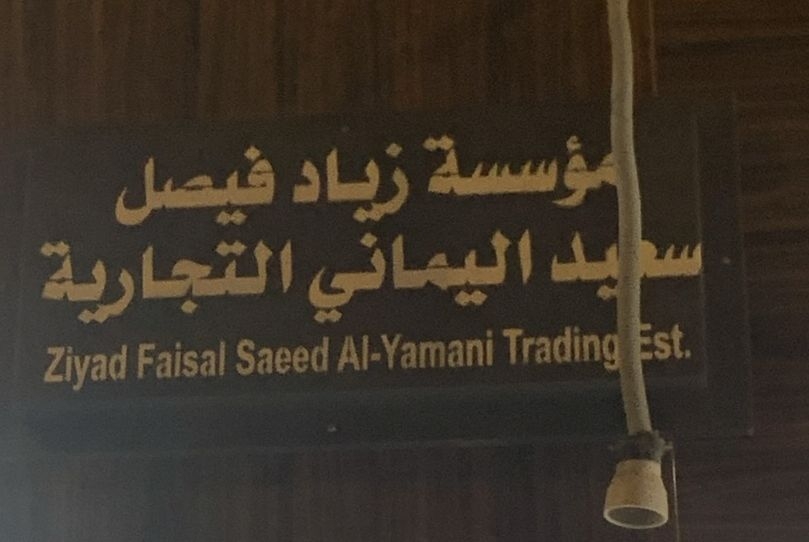 مؤسسة زياد فيصل
سعيد اليماني التجارية
Ziyad Faisal Saeed Al-Yamani Trading Est.